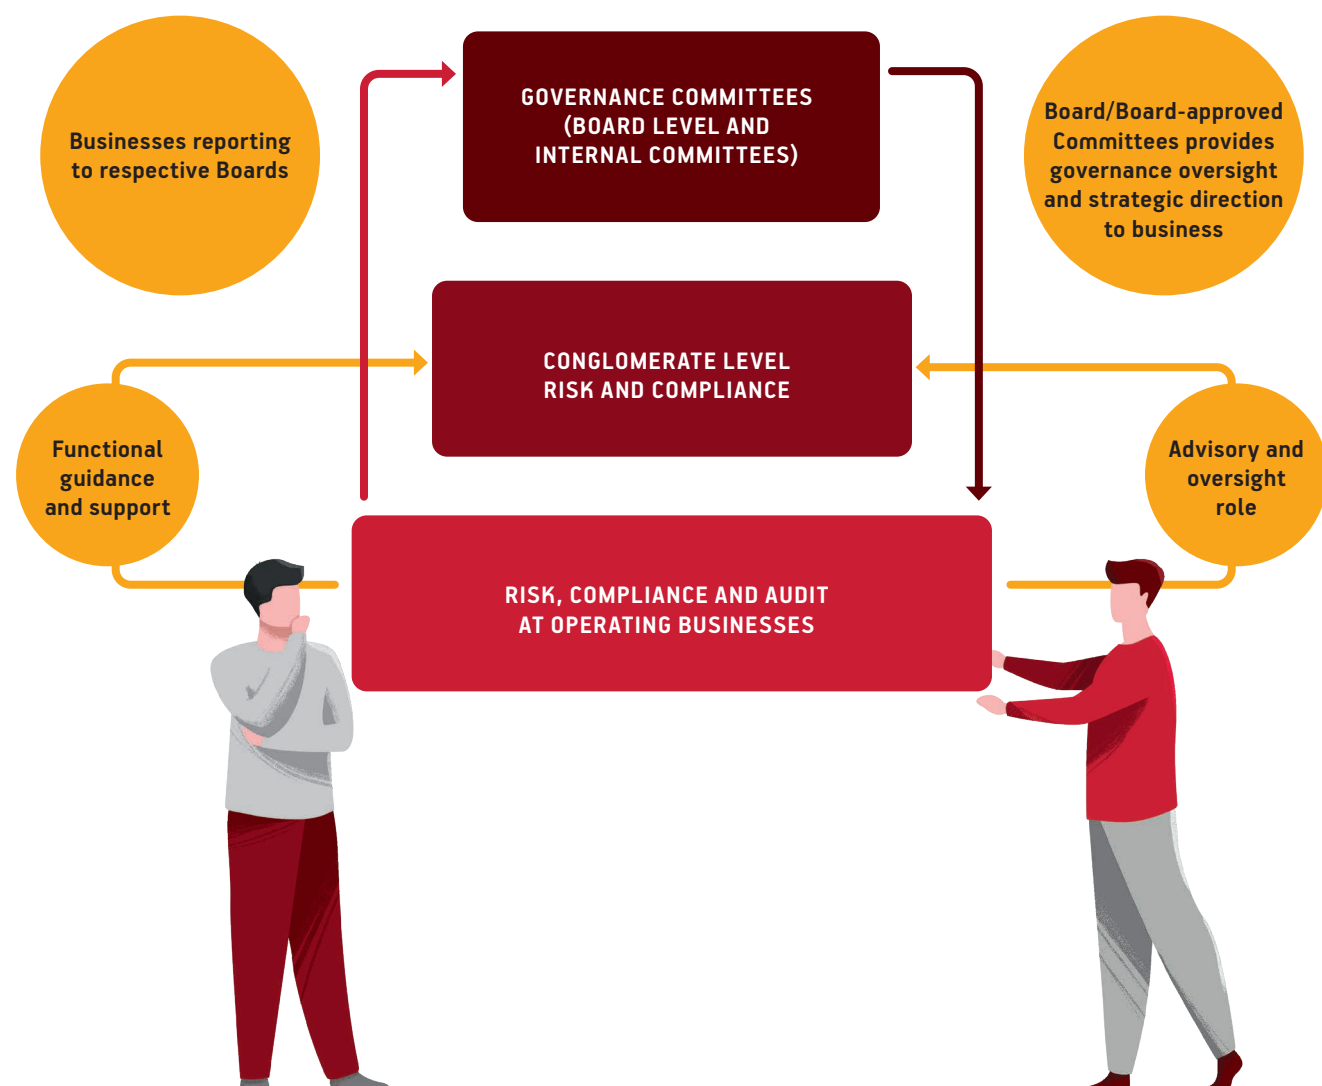 Businesses reporting
to respective Boards
GOVERNANCE COMMITTEES
(BOARD LEVEL AND
INTERNAL COMMITTEES)
Board/Board-approved
Committees provides
governance oversight
and strategic direction
to business
CONGLOMERATE LEVEL
RISK AND COMPLIANCE
Functional
guidance
and support
Advisory and
oversight
role
RISK, COMPLIANCE AND AUDIT
AT OPERATING BUSINESSES